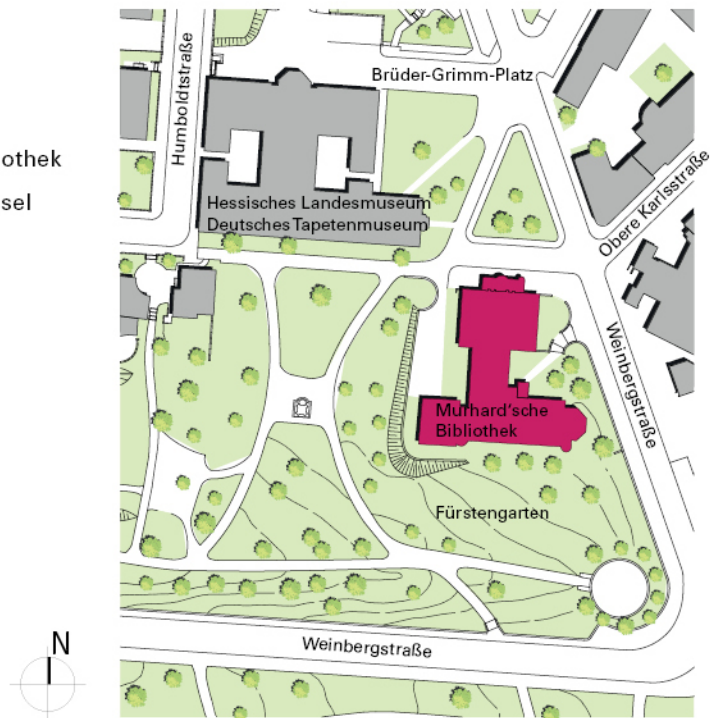 Brüder-Grimm-Platz
Humboldtstraße
othek
sel
Hessisches Landesmuseum
Deutsches Tapetenmuseum
Obere Karlsstraße
Weinbergstraße
Murhard'sche
Bibliothek
Fürstengarten
N
Weinbergstraße